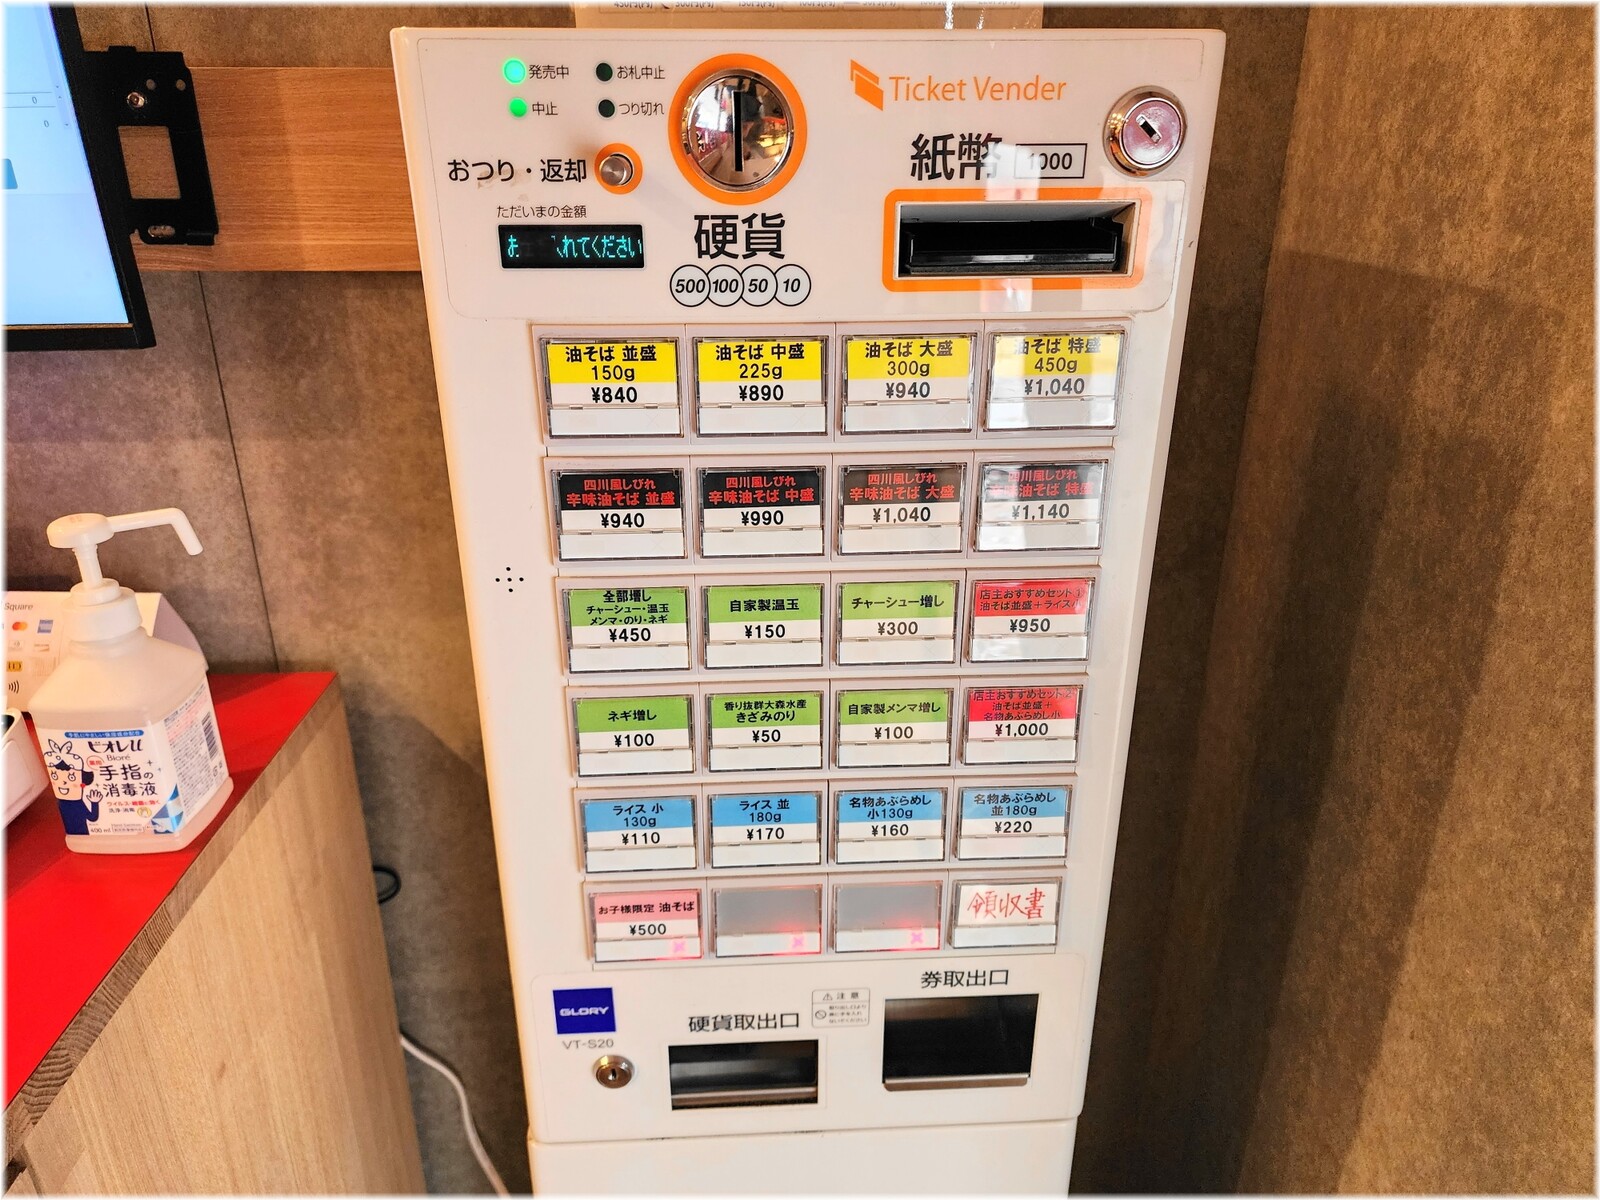 発売中
お札中止
中止
つり切れ
おつり・返却
ただいまの金額
れてください
硬貨
500 100 50 10
Ticket Vender
紙幣 1000
油そば 並盛
150g
¥840
油そば 中盛
225g
¥890
油そば 大盛
300g
¥940
油そば 特盛
450g
¥1,040
四川風しびれ
辛味油そば 並盛
¥940
四川風しびれ
辛味油そば 中盛
¥990
四川風しびれ
辛味油そば 大盛
¥1,040
四川風しびれ
辛味油そば 特盛
¥1,140
全部増し
チャーシュー・温玉
メンマ・のり・ネギ
¥450
自家製温玉
¥150
チャーシュー増し
¥300
店主おすすめセット1
油そば並盛+ライス小
¥950
ネギ増し
¥100
香り抜群大森水産
きざみのり
¥50
自家製メンマ増し
¥100
店主おすすめセット2
油そば並盛+
名物あぶらめし小
¥1,000
ライス 小
130g
¥110
ライス 並
180g
¥170
名物あぶらめし
小130g
¥160
名物あぶらめし
並180g
¥220
お子様限定 油そば
¥500
領収書
GLORY
VT-S20
硬貨取出口
注意
券取出口
Square
ビオレu
Biore
手指の
消毒液
400ml